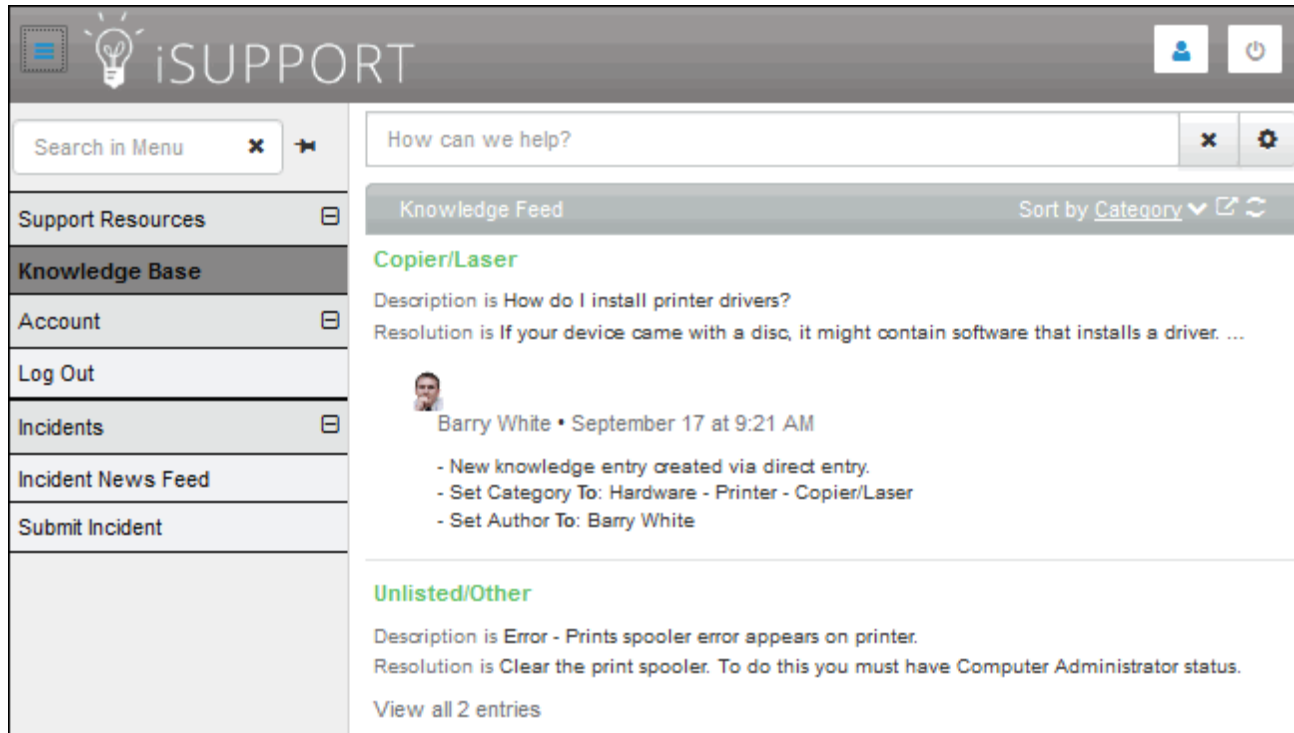 iSUPPORT
Search in Menu
Support Resources
Knowledge Base
Account
Log Out
Incidents
Incident News Feed
Submit Incident
How can we help?
Knowledge Feed Sort by Category
Copier/Laser
Description is How do I install printer drivers?
Resolution is If your device came with a disc, it might contain software that installs a driver. ...
Barry White • September 17 at 9:21 AM
- New knowledge entry created via direct entry.
- Set Category To: Hardware - Printer - Copier/Laser
- Set Author To: Barry White
Unlisted/Other
Description is Error - Prints spooler error appears on printer.
Resolution is Clear the print spooler. To do this you must have Computer Administrator status.
View all 2 entries